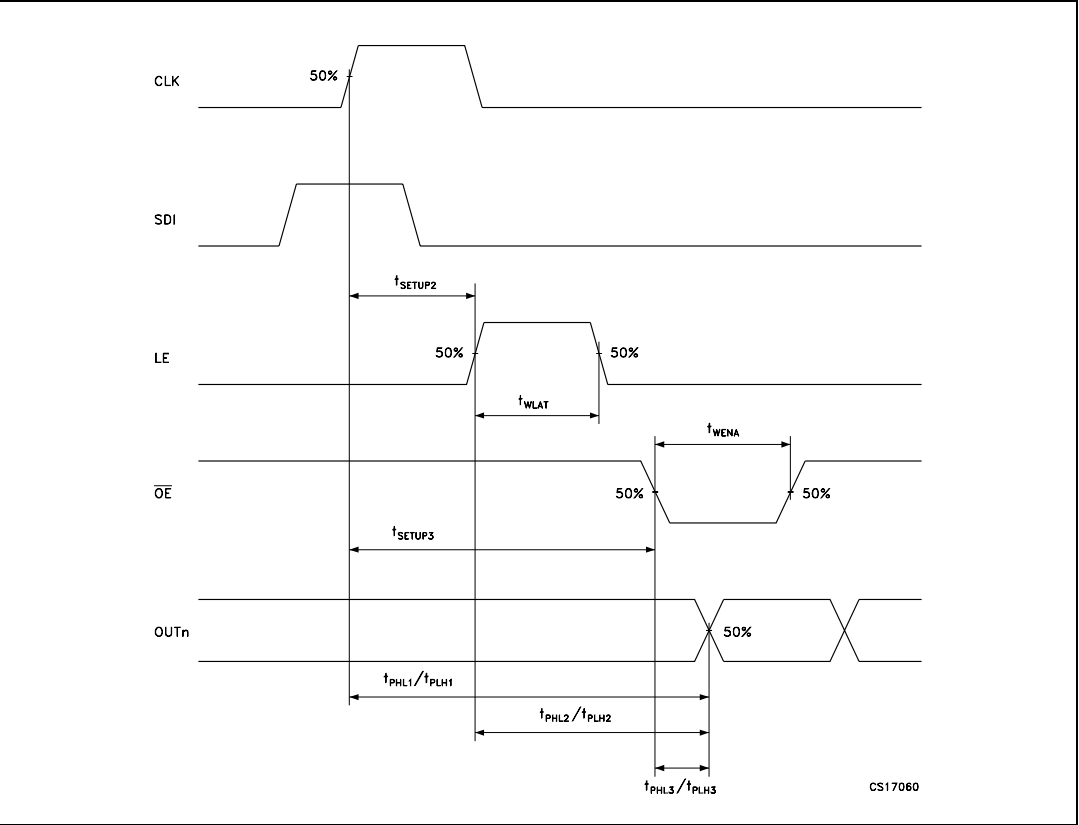 CLK
50%
SDI
tSETUP2
LE
50%
50%
tWLAT
tWENA
OE
50%
50%
tSETUP3
OUTn
50%
tPHL1/tPLH1
tPHL2/tPLH2
tPHL3/tPLH3
CS17060